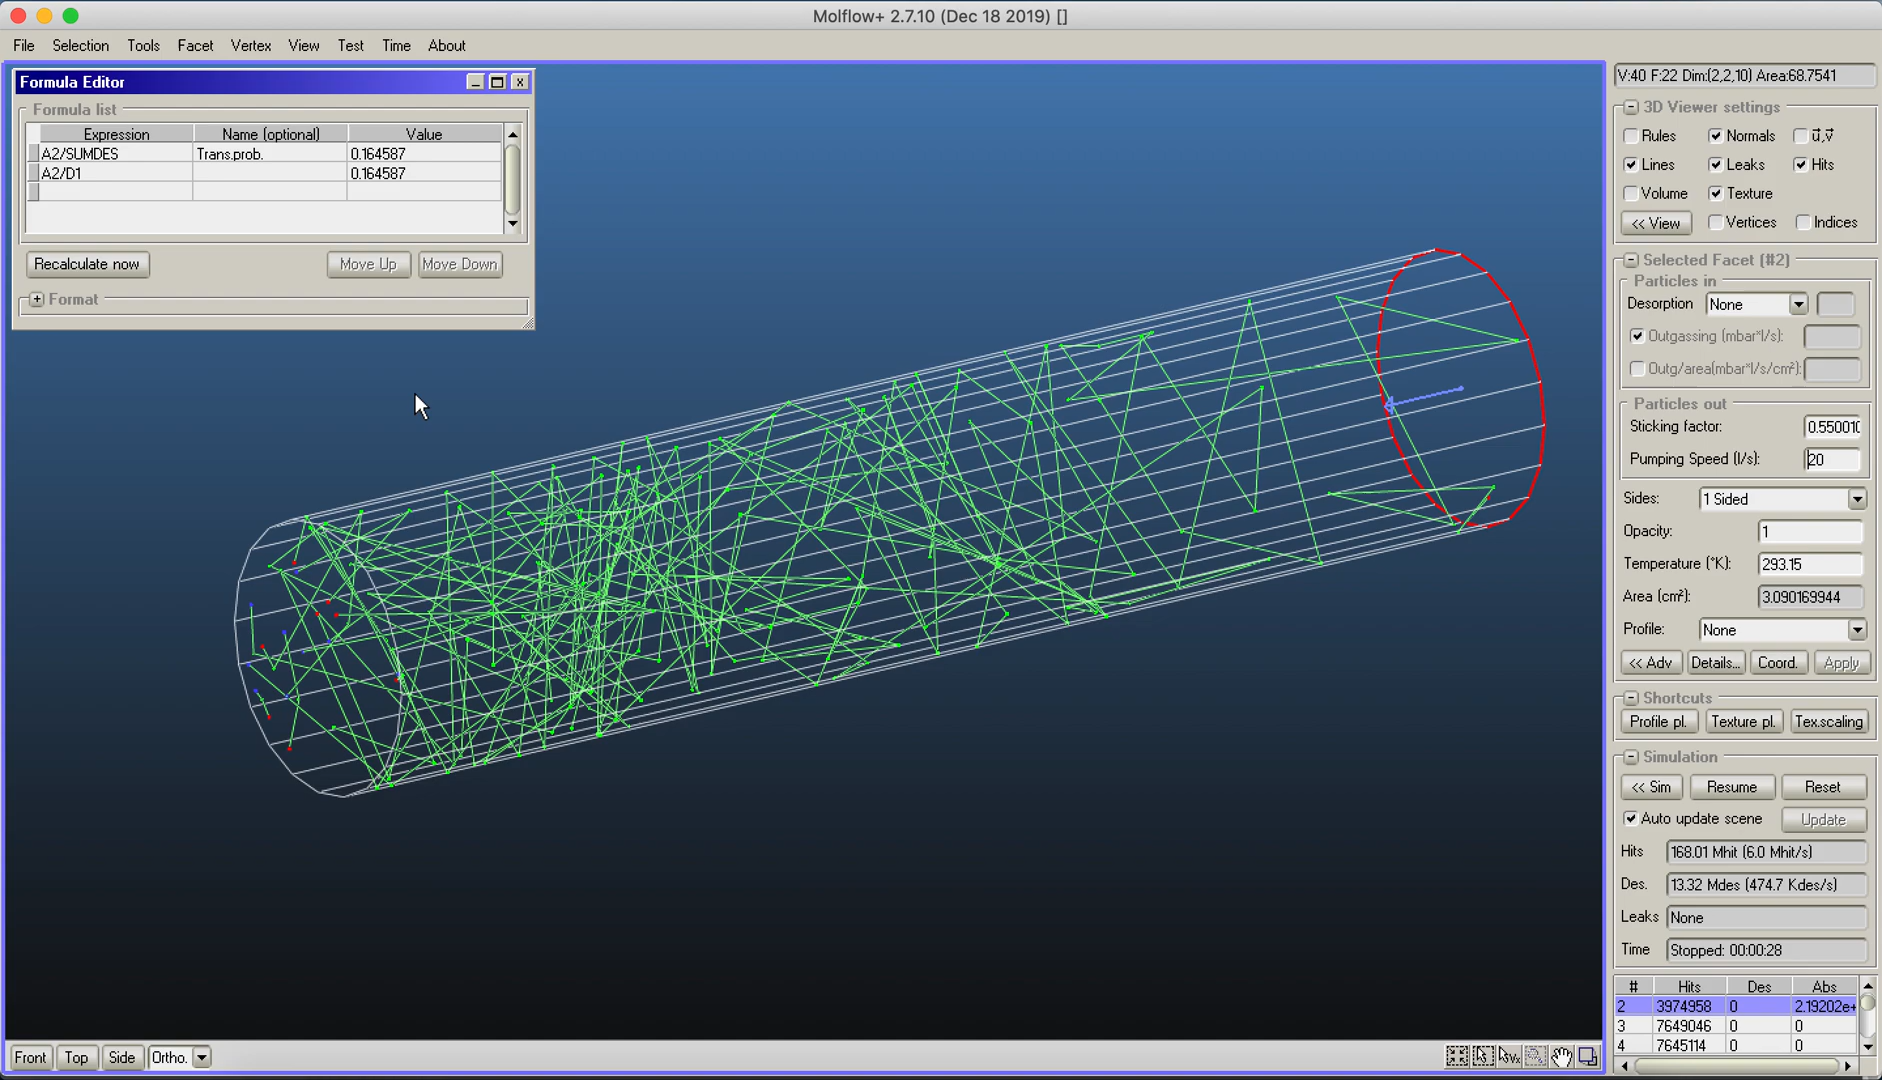 Molflow+ 2.7.10 (Dec 18 2019) []
File Selection Tools Facet Vertex View Test Time About
Formula Editor
Formula list
Expression Name (optional) Value
A2/SUMDES Trans.prob. 0.164587
A2/D1 0.164587
Recalculate now Move Up Move Down
Format
V:40 F:22 Dim:(2,2,10) Area:68.7541
3D Viewer settings
Rules Normals u,v
Lines Leaks Hits
Volume Texture
<< View Vertices Indices
Selected Facet (#2)
Particles in
Desorption None
Outgassing (mbar*l/s):
Outg/area(mbar*l/s/cm²):
Particles out
Sticking factor: 0.550010
Pumping Speed (l/s): 20
Sides: 1 Sided
Opacity: 1
Temperature (°K): 293.15
Area (cm²): 3.090169944
Profile: None
<< Adv Details... Coord. Apply
Shortcuts
Profile pl. Texture pl. Tex.scaling
Simulation
<< Sim Resume Reset
Auto update scene Update
Hits 168.01 Mhit (6.0 Mhit/s)
Des. 13.32 Mdes (474.7 Kdes/s)
Leaks None
Time Stopped: 00:00:28
# Hits Des Abs
2 3974958 0 2.19202e+
3 7649046 0 0
4 7645114 0 0
Front Top Side Ortho.